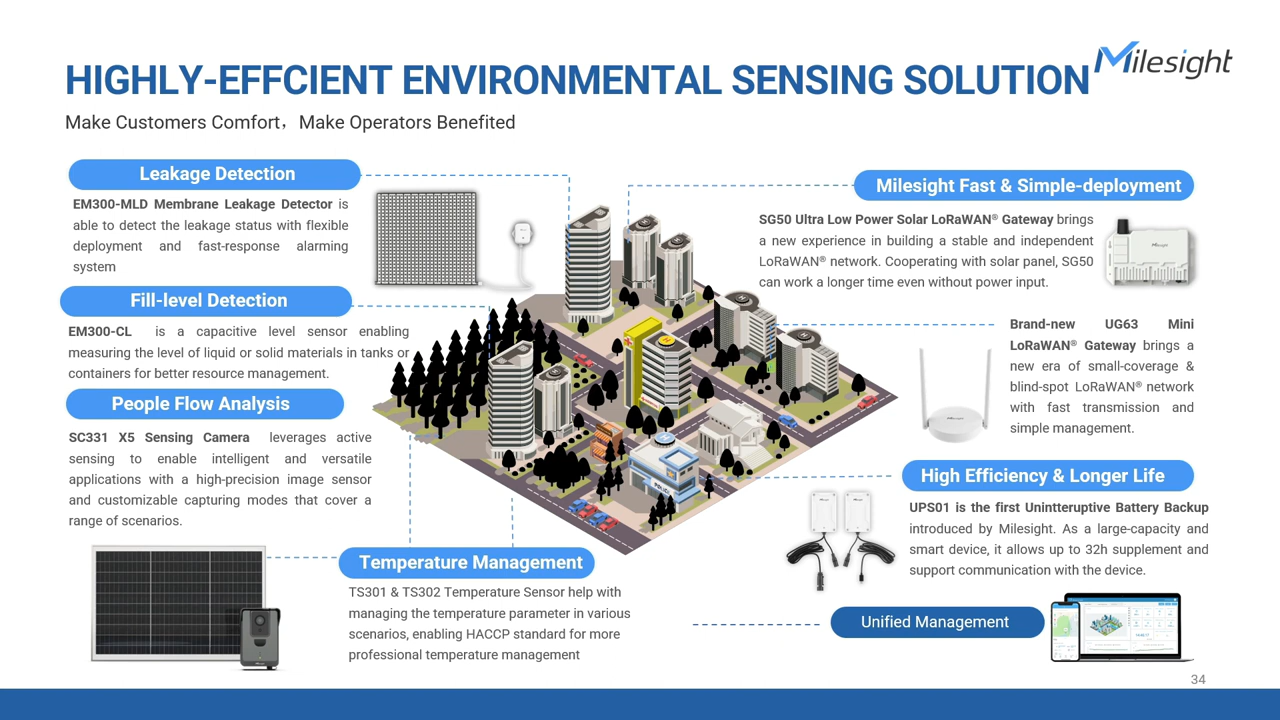 HIGHLY-EFFCIENT ENVIRONMENTAL SENSING SOLUTION
Milesight
Make Customers Comfort，Make Operators Benefited
Leakage Detection
EM300-MLD Membrane Leakage Detector is
able to detect the leakage status with flexible
deployment and fast-response alarming
system
Fill-level Detection
EM300-CL is a capacitive level sensor enabling
measuring the level of liquid or solid materials in tanks or
containers for better resource management.
People Flow Analysis
SC331 X5 Sensing Camera leverages active
sensing to enable intelligent and versatile
applications with a high-precision image sensor
and customizable capturing modes that cover a
range of scenarios.
Temperature Management
TS301 & TS302 Temperature Sensor help with
managing the temperature parameter in various
scenarios, enabling HACCP standard for more
professional temperature management
Milesight Fast & Simple-deployment
SG50 Ultra Low Power Solar LoRaWAN® Gateway brings
a new experience in building a stable and independent
LoRaWAN® network. Cooperating with solar panel, SG50
can work a longer time even without power input.
Brand-new UG63 Mini
LoRaWAN® Gateway brings a
new era of small-coverage &
blind-spot LoRaWAN® network
with fast transmission and
simple management.
High Efficiency & Longer Life
UPS01 is the first Unintteruptive Battery Backup
introduced by Milesight. As a large-capacity and
smart device, it allows up to 32h supplement and
support communication with the device.
Unified Management
POLICE
34